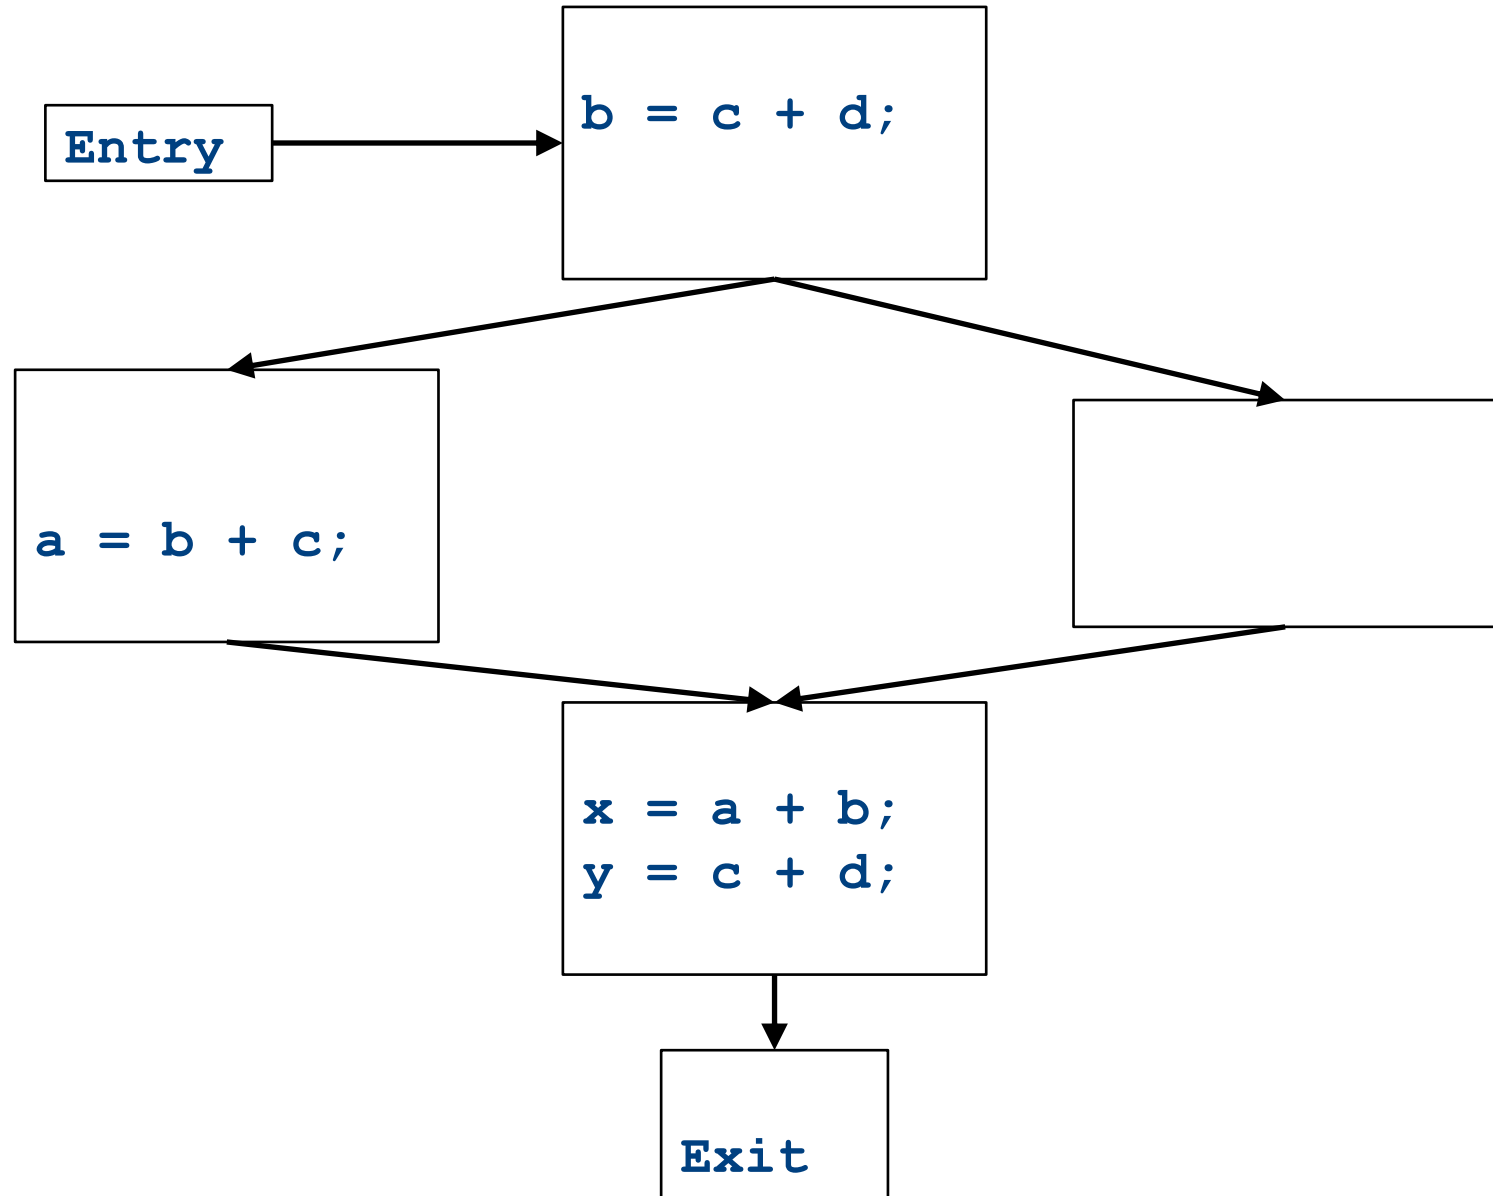 Entry
b = c + d;
a = b + c;
x = a + b;
y = c + d;
Exit